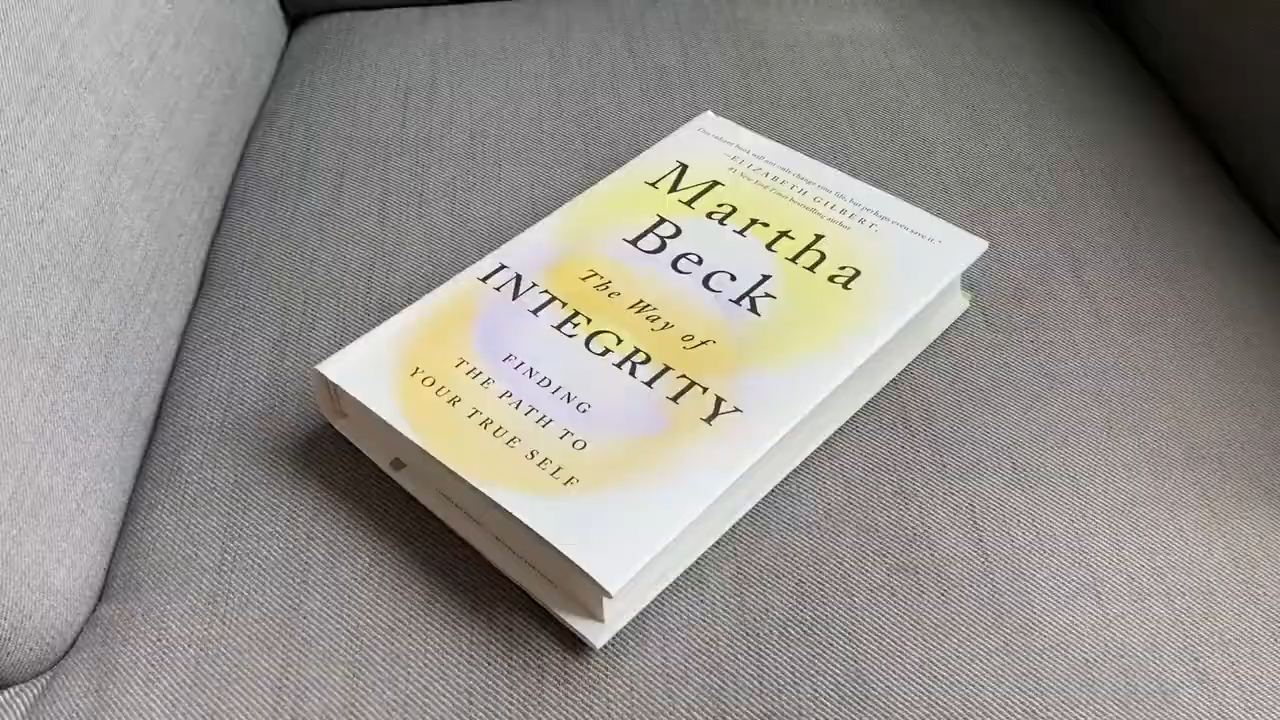 "This radiant book will not only change your life, but perhaps even save it."
—ELIZABETH GILBERT,
#1 New York Times bestselling author
Martha
Beck
The Way of
INTEGRITY
FINDING
THE PATH TO
YOUR TRUE SELF